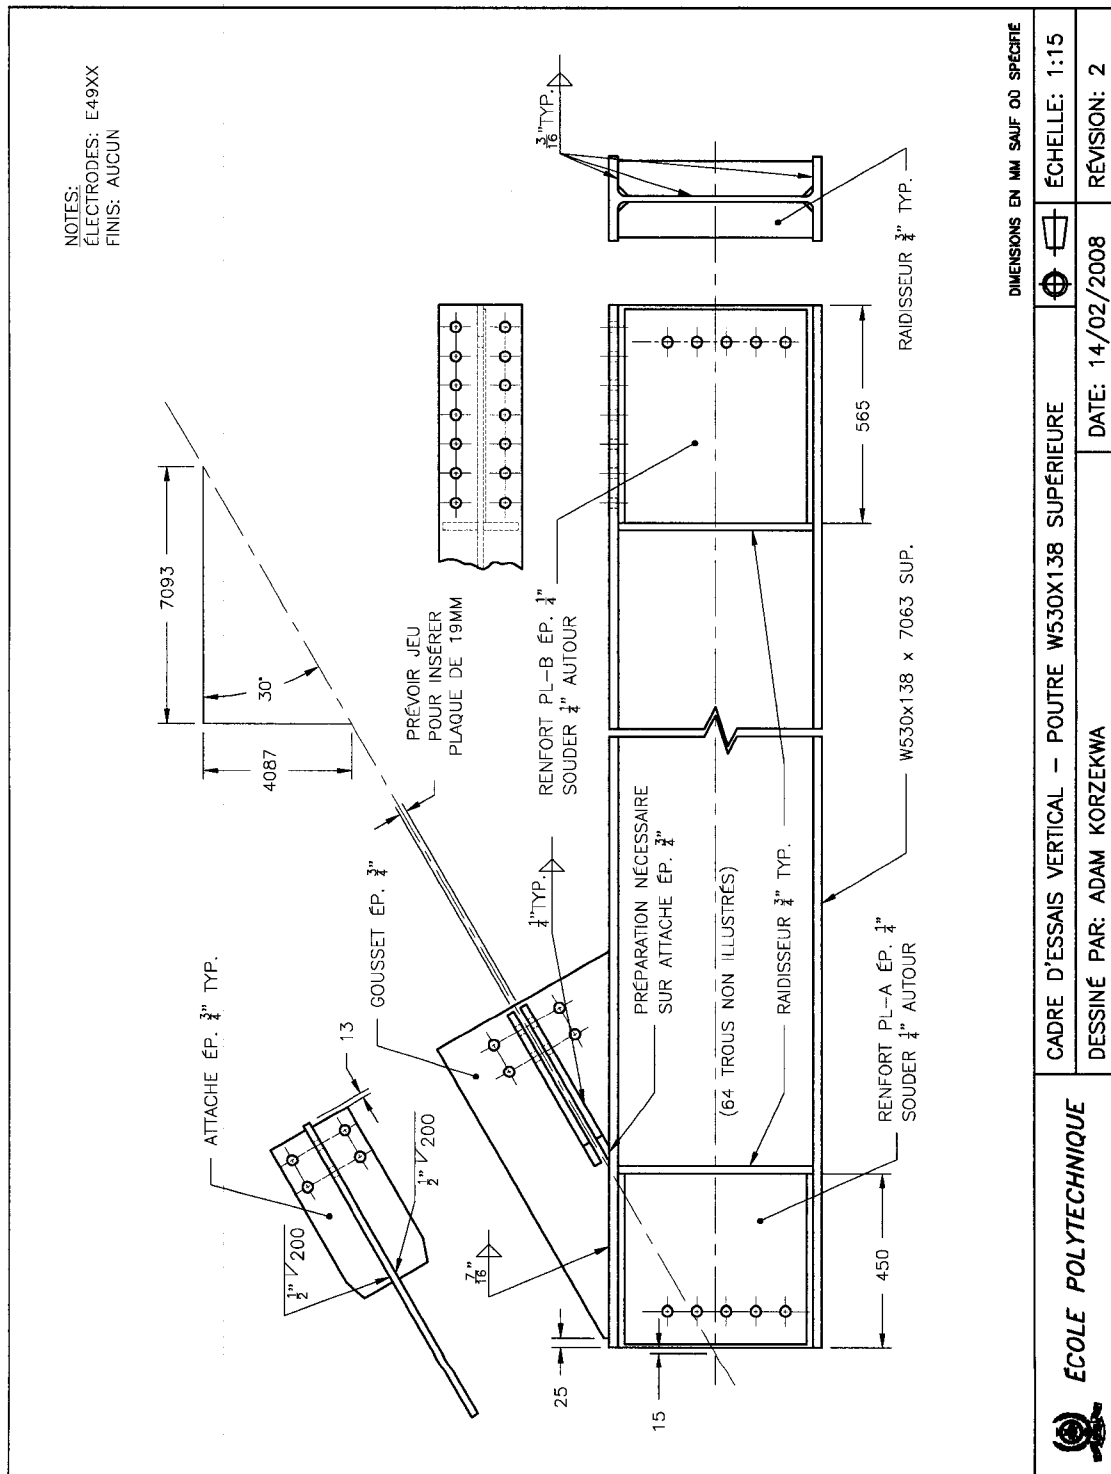 NOTES:
ÉLECTRODES: E49XX
FINIS: AUCUN
7093
30°
4087
ATTACHE ÉP. 3/4" TYP.
13
GOUSSET ÉP. 3/4"
PRÉVOIR JEU
POUR INSÉRER
PLAQUE DE 19MM
1/2" 200
1/2" 200
1/4" TYP.
RENFORT PL-B ÉP. 1/4"
SOUDER 1/4" AUTOUR
3/16" TYP.
7/16"
25
15
PRÉPARATION NÉCESSAIRE
SUR ATTACHE ÉP. 3/4"
(64 TROUS NON ILLUSTRÉS)
RAIDISSEUR 3/4" TYP.
450
565
RAIDISSEUR 3/4" TYP.
RENFORT PL-A ÉP. 1/4"
SOUDER 1/4" AUTOUR
W530x138 x 7063 SUP.
DIMENSIONS EN MM SAUF OÙ SPÉCIFIÉ
ÉCOLE POLYTECHNIQUE
CADRE D'ESSAIS VERTICAL - POUTRE W530X138 SUPÉRIEURE
ÉCHELLE: 1:15
DESSINÉ PAR: ADAM KORZEKWA
DATE: 14/02/2008
RÉVISION: 2